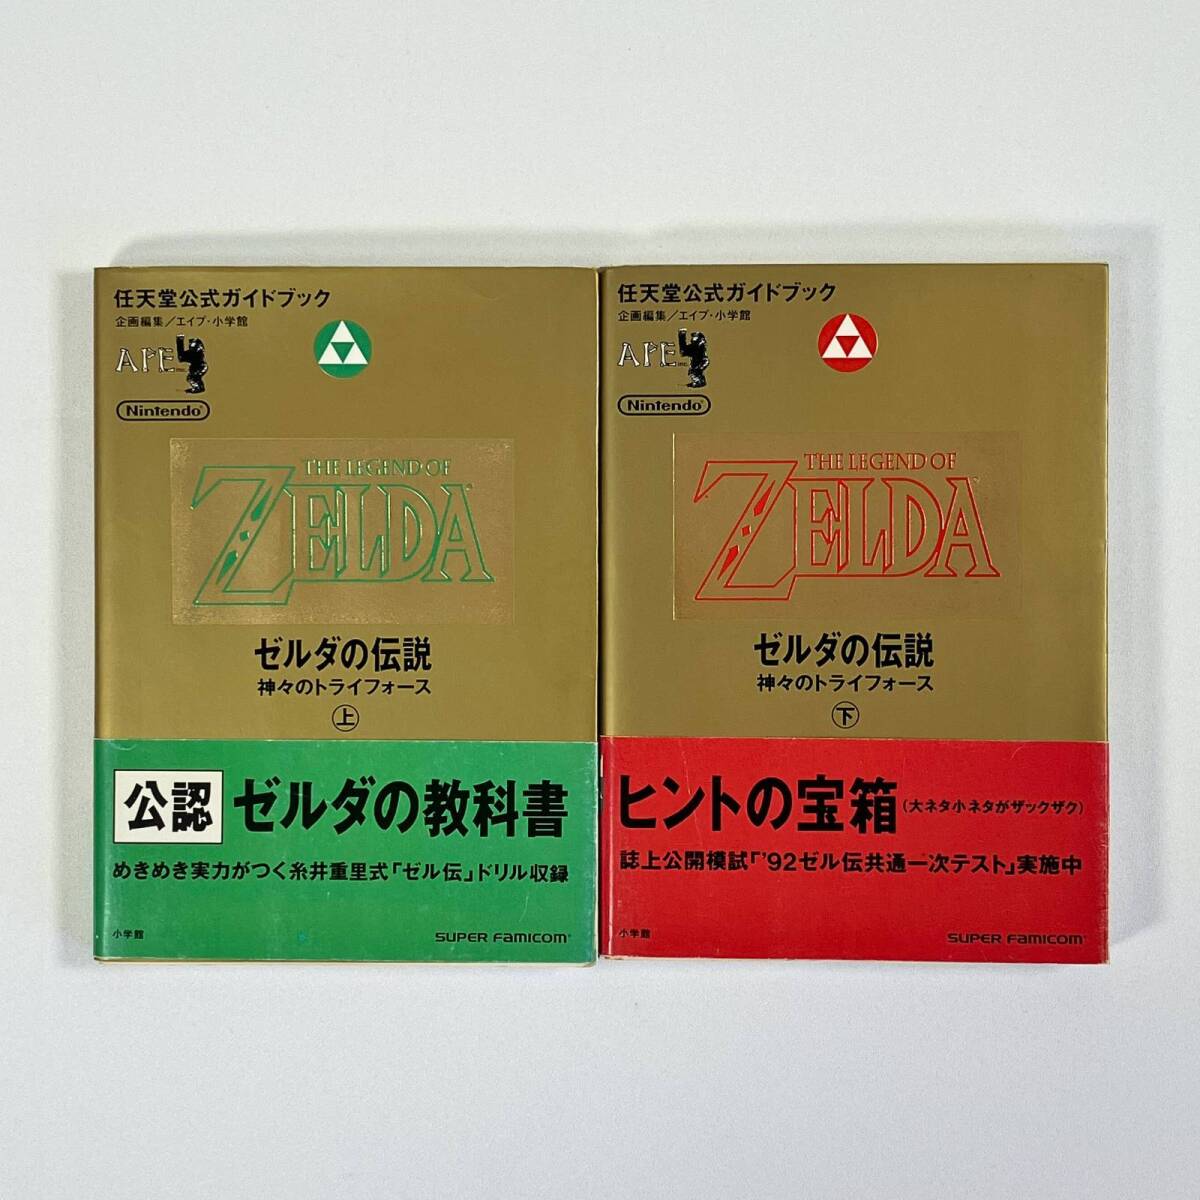 任天堂公式ガイドブック
企画編集／エイプ・小学館
APE INC.
Nintendo®
THE LEGEND OF
ZELDA™
ゼルダの伝説
神々のトライフォース
上
公認 ゼルダの教科書
めきめき実力がつく糸井重里式「ゼル伝」ドリル収録
小学館
SUPER FAMICOM®
任天堂公式ガイドブック
企画編集／エイプ・小学館
APE INC.
Nintendo®
THE LEGEND OF
ZELDA™
ゼルダの伝説
神々のトライフォース
下
ヒントの宝箱（大ネタ小ネタがザックザク）
誌上公開模試「'92ゼル伝共通一次テスト」実施中
小学館
SUPER FAMICOM®